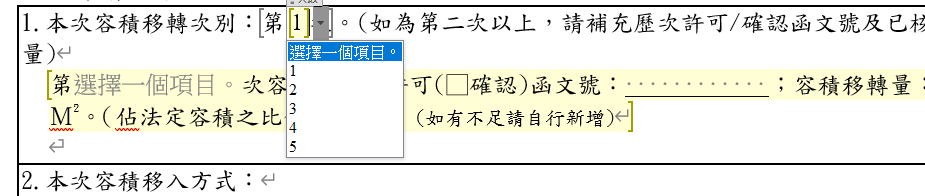 1.本次容積移轉次別：[第[1]次]。(如為第二次以上，請補充歷次許可/確認函文號及已核
量)↵
選擇一個項目。
1
2
3
4
5
第選擇一個項目。次容 許可(□確認)函文號：............；容積移轉量：
M²。(佔法定容積之比 (如有不足請自行新增)↵
↵
2.本次容積移入方式：↵